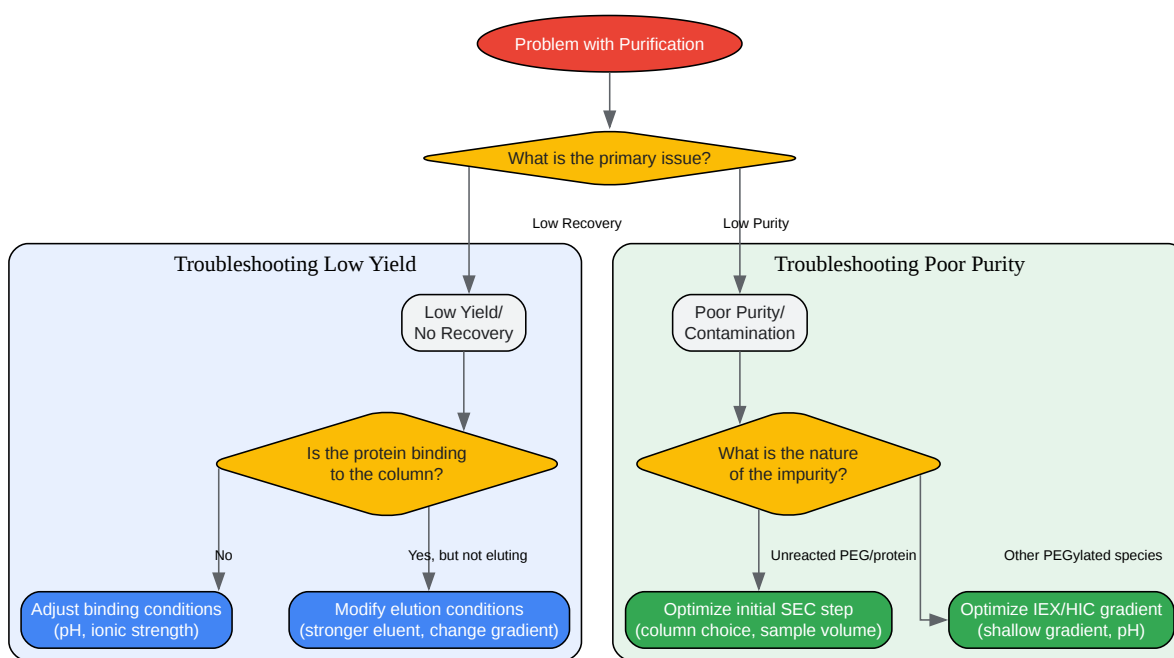 Problem with Purification
What is the primary issue?
Low Recovery
Low Purity
Troubleshooting Low Yield
Troubleshooting Poor Purity
Low Yield/
No Recovery
Poor Purity/
Contamination
Is the protein binding
to the column?
What is the nature
of the impurity?
No
Yes, but not eluting
Unreacted PEG/protein
Other PEGylated species
Adjust binding conditions
(pH, ionic strength)
Modify elution conditions
(stronger eluent, change gradient)
Optimize initial SEC step
(column choice, sample volume)
Optimize IEX/HIC gradient
(shallow gradient, pH)